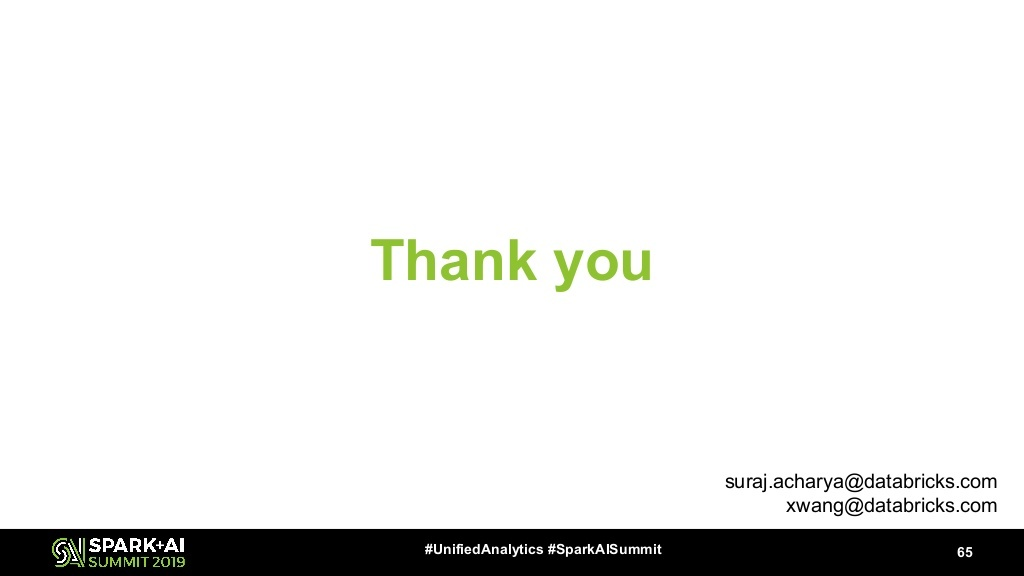 Thank you
suraj.acharya@databricks.com
xwang@databricks.com
SPARK+AI
SUMMIT 2019
#UnifiedAnalytics #SparkAISummit
65